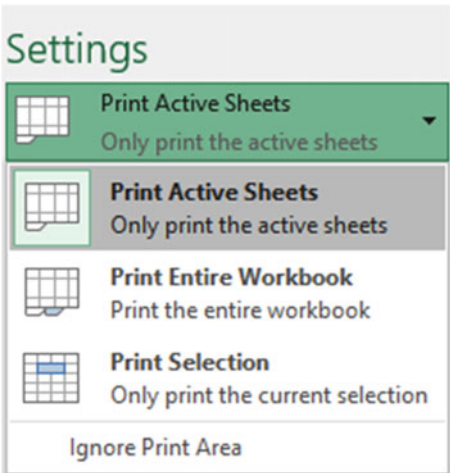 Settings
Print Active Sheets
Only print the active sheets
Print Active Sheets
Only print the active sheets
Print Entire Workbook
Print the entire workbook
Print Selection
Only print the current selection
Ignore Print Area